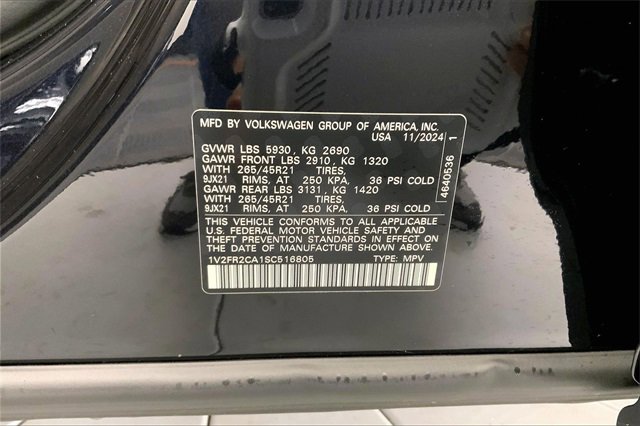 MFD BY VOLKSWAGEN GROUP OF AMERICA, INC.
USA 11/2024
GVWR LBS 5930, KG 2690
GAWR FRONT LBS 2910, KG 1320
WITH 265/45R21 TIRES,
9JX21 RIMS, AT 250 KPA, 36 PSI COLD
GAWR REAR LBS 3131, KG 1420
WITH 265/45R21 TIRES,
9JX21 RIMS, AT 250 KPA, 36 PSI COLD
THIS VEHICLE CONFORMS TO ALL APPLICABLE
U.S. FEDERAL MOTOR VEHICLE SAFETY AND
THEFT PREVENTION STANDARDS IN EFFECT ON
THE DATE OF MANUFACTURE SHOWN ABOVE.
1V2FR2CA1SC516805 TYPE: MPV
4640536 1